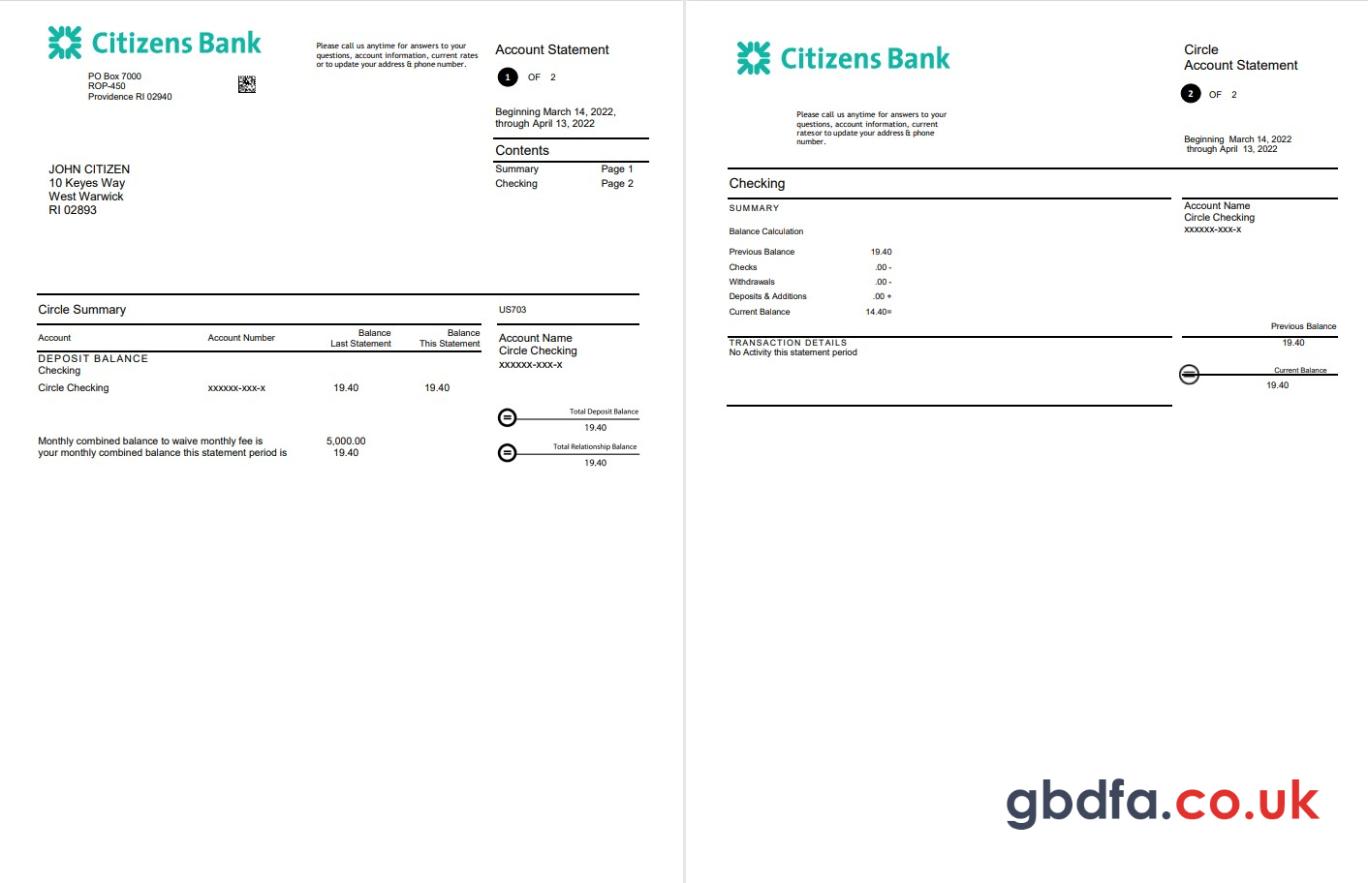 Citizens Bank
PO Box 7000
ROP-450
Providence RI 02940
Please call us anytime for answers to your
questions, account information, current rates
or to update your address & phone number.
Account Statement
1 OF 2
Beginning March 14, 2022,
through April 13, 2022
Contents
Summary Page 1
Checking Page 2
JOHN CITIZEN
10 Keyes Way
West Warwick
RI 02893
Circle Summary
US703
Account Account Number Balance Last Statement Balance This Statement
DEPOSIT BALANCE
Checking
Circle Checking xxxxxx-xxx-x 19.40 19.40
Account Name
Circle Checking
xxxxxx-xxx-x
Total Deposit Balance
= 19.40
Total Relationship Balance
= 19.40
Monthly combined balance to waive monthly fee is 5,000.00
your monthly combined balance this statement period is 19.40
Citizens Bank
Circle
Account Statement
2 OF 2
Please call us anytime for answers to your
questions, account information, current
ratesor to update your address & phone
number.
Beginning March 14, 2022
through April 13, 2022
Checking
SUMMARY
Balance Calculation
Previous Balance 19.40
Checks .00 -
Withdrawals .00 -
Deposits & Additions .00 +
Current Balance 14.40=
Account Name
Circle Checking
xxxxxx-xxx-x
TRANSACTION DETAILS
No Activity this statement period
Previous Balance
19.40
Current Balance
19.40
gbdfa.co.uk